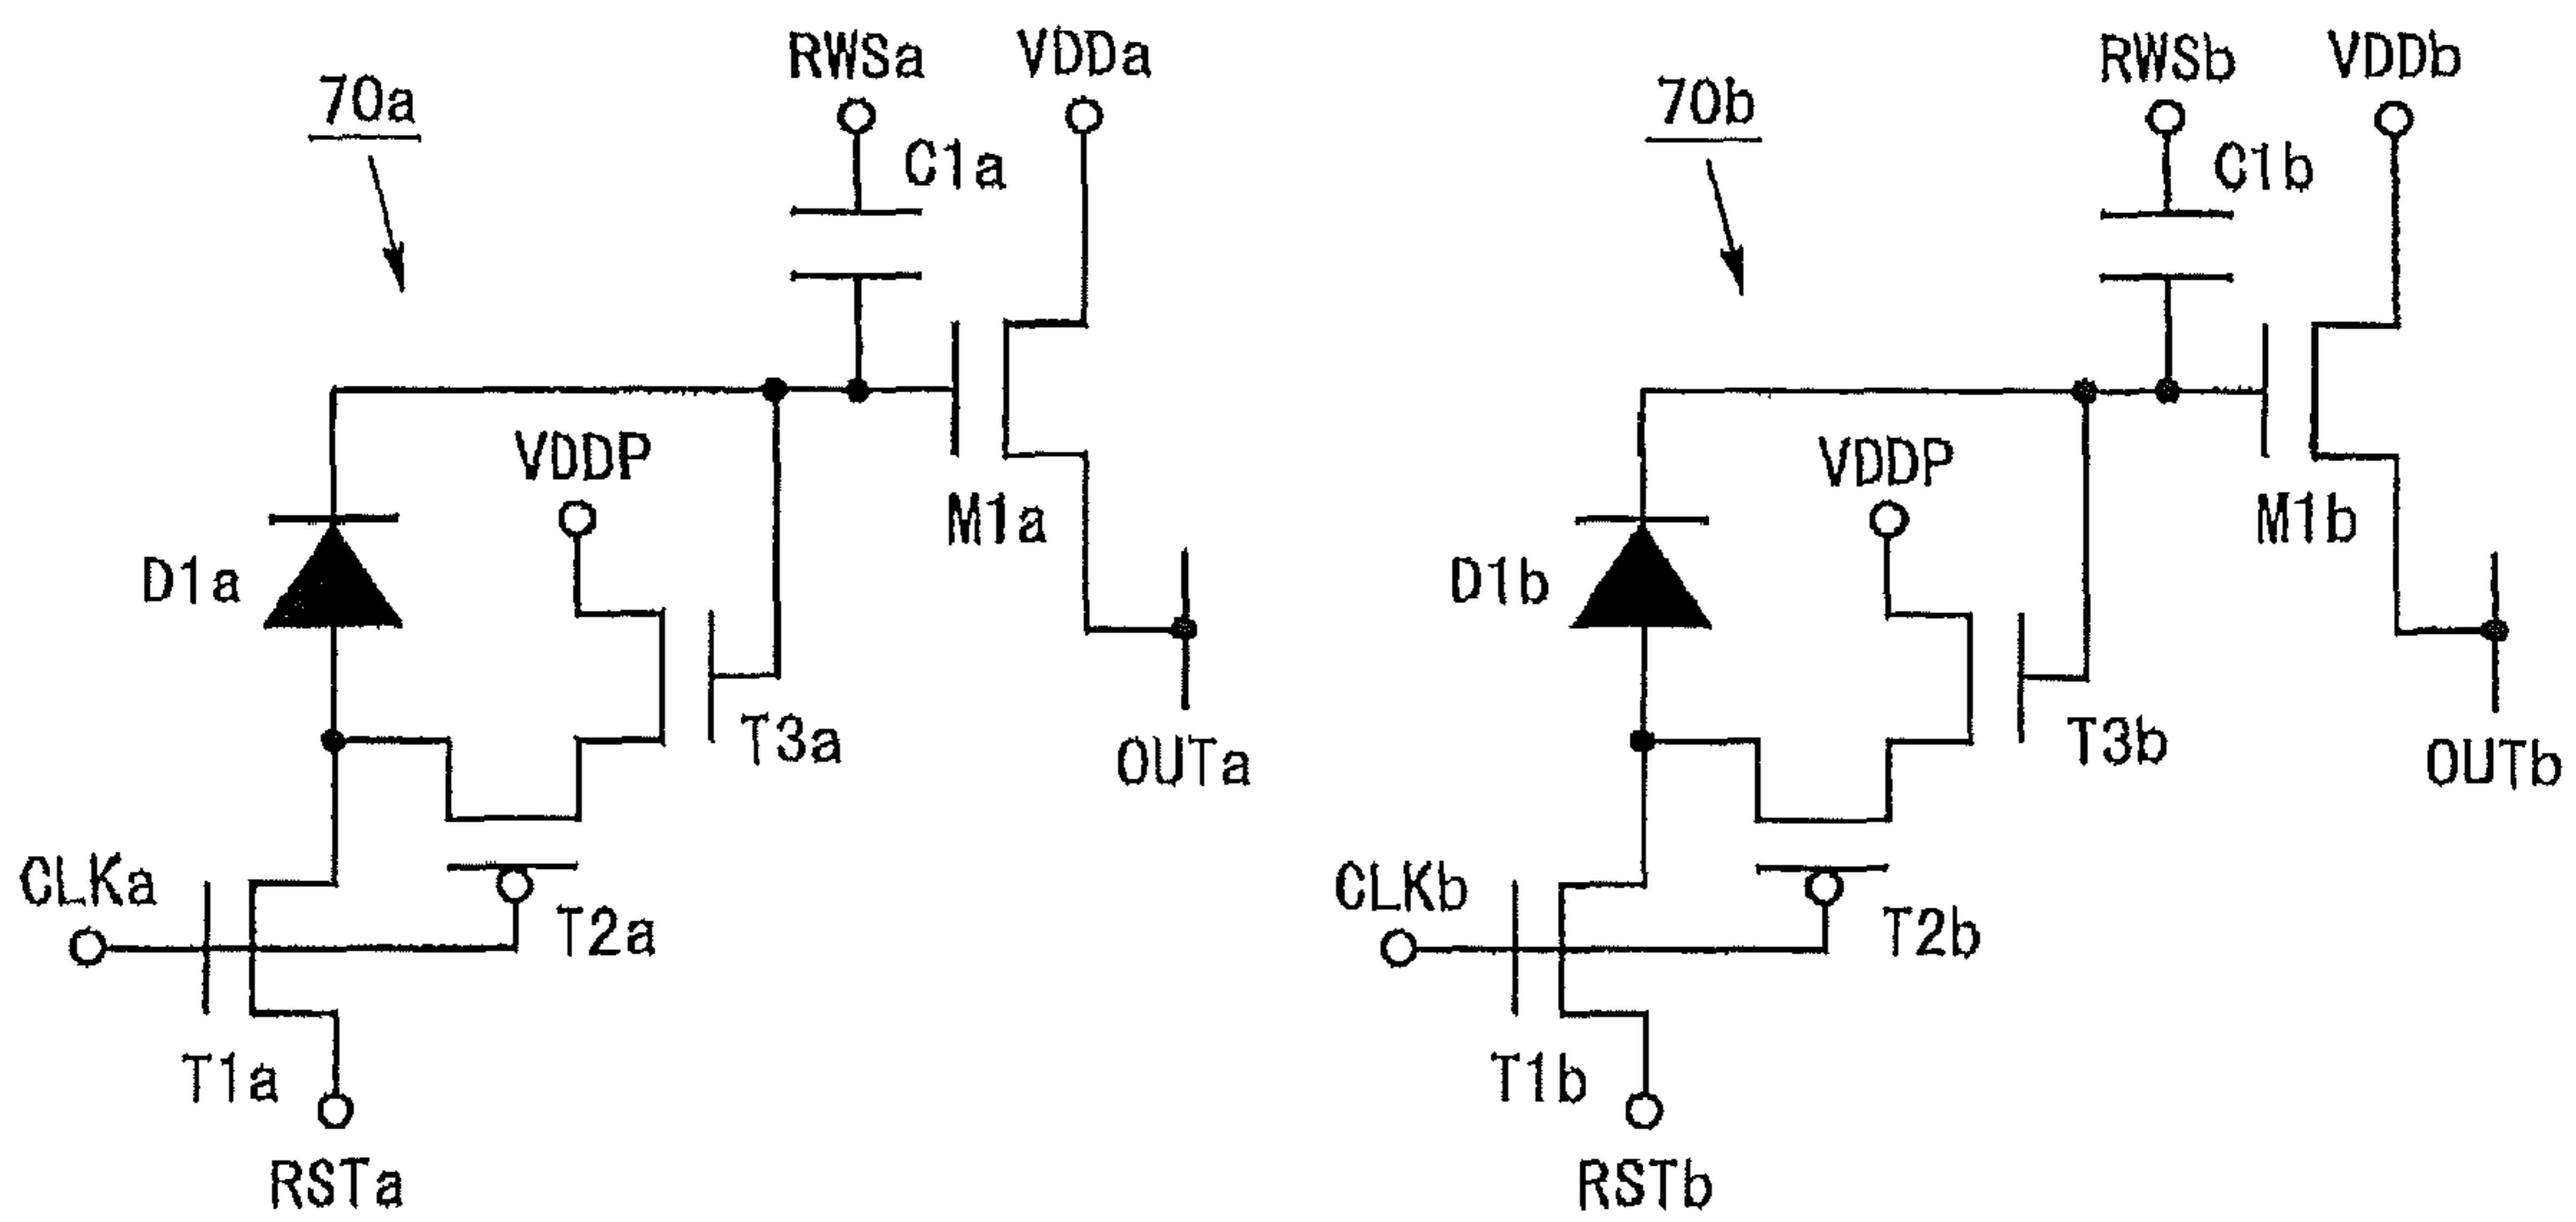 70a
RWSa
VDDa
C1a
VDDP
M1a
D1a
T3a
OUTa
CLKa
T2a
T1a
RSTa
70b
RWSb
VDDb
C1b
VDDP
M1b
D1b
T3b
OUTb
CLKb
T2b
T1b
RSTb